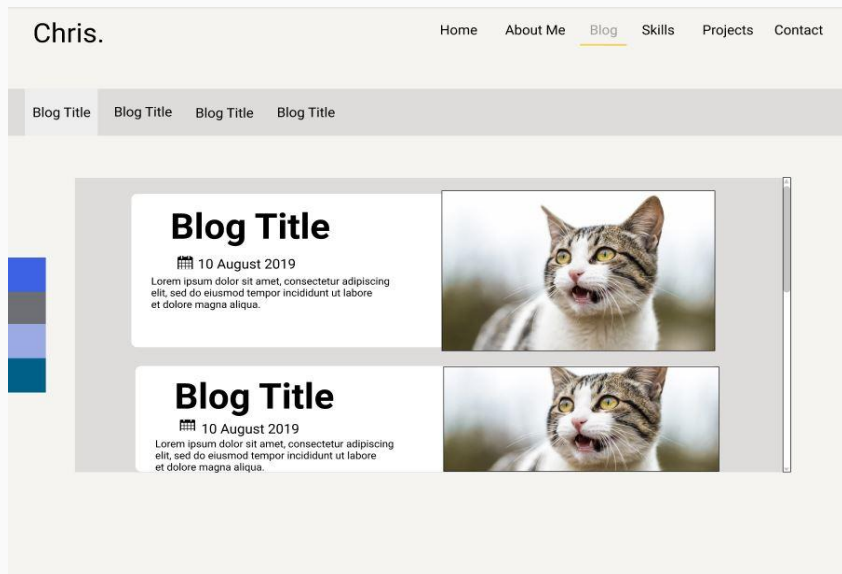 Chris.
Home About Me Blog Skills Projects Contact
Blog Title Blog Title Blog Title Blog Title
Blog Title
10 August 2019
Lorem ipsum dolor sit amet, consectetur adipiscing
elit, sed do eiusmod tempor incididunt ut labore
et dolore magna aliqua.
Blog Title
10 August 2019
Lorem ipsum dolor sit amet, consectetur adipiscing
elit, sed do eiusmod tempor incididunt ut labore
et dolore magna aliqua.